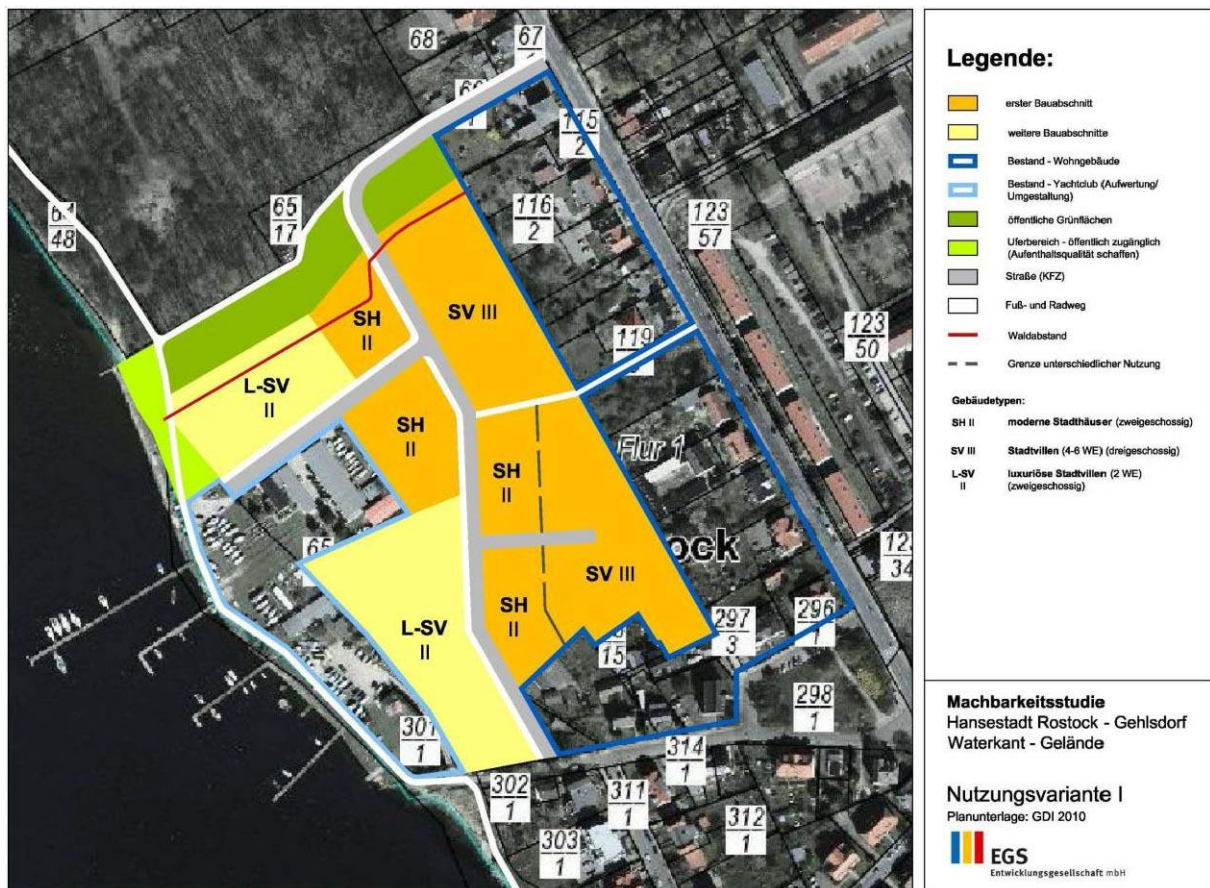 68
67
115
2
116
2
65
17
48
123
57
119
123
50
SV III
SH
II
L-SV
II
SH
II
SH
II
Flur 1
ock
65
SV III
SH
II
L-SV
II
15
297
3
296
1
298
1
301
1
302
1
314
1
311
1
303
1
312
1
34
Legende:
erster Bauabschnitt
weitere Bauabschnitte
Bestand - Wohngebäude
Bestand - Yachtclub (Aufwertung/
Umgestaltung)
öffentliche Grünflächen
Uferbereich - öffentlich zugänglich
(Aufenthaltsqualität schaffen)
Straße (KFZ)
Fuß- und Radweg
Waldabstand
Grenze unterschiedlicher Nutzung
Gebäudetypen:
SH II moderne Stadthäuser (zweigeschossig)
SV III Stadtvillen (4-6 WE) (dreigeschossig)
L-SV luxuriöse Stadtvillen (2 WE)
II (zweigeschossig)
Machbarkeitsstudie
Hansestadt Rostock - Gehlsdorf
Waterkant - Gelände
Nutzungsvariante I
Planunterlage: GDI 2010
EGS
Entwicklungsgesellschaft mbH